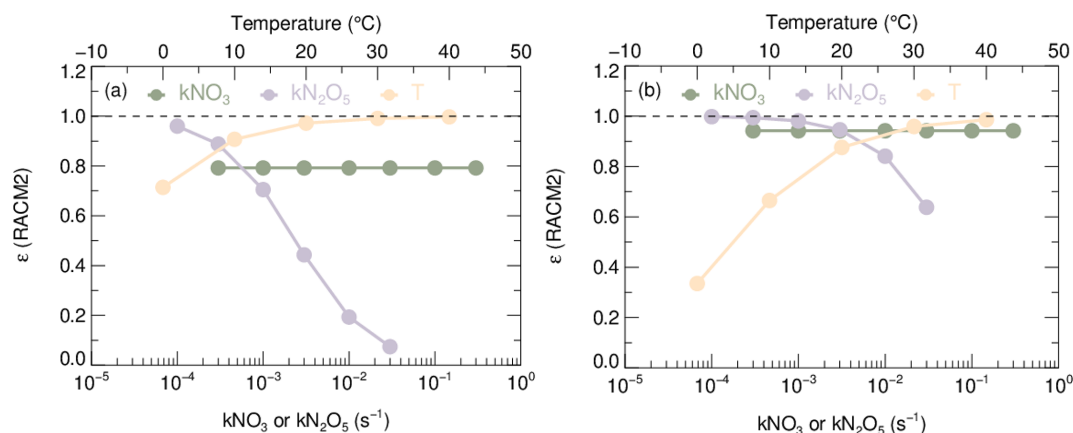 Temperature (°C)
−10 0 10 20 30 40 50
1.2
1.0
0.8
0.6
0.4
0.2
0.0
(a) kNO₃ kN₂O₅ T
ε (RACM2)
10⁻⁵ 10⁻⁴ 10⁻³ 10⁻² 10⁻¹ 10⁰
kNO₃ or kN₂O₅ (s⁻¹)
Temperature (°C)
−10 0 10 20 30 40 50
1.2
1.0
0.8
0.6
0.4
0.2
0.0
(b) kNO₃ kN₂O₅ T
ε (RACM2)
10⁻⁵ 10⁻⁴ 10⁻³ 10⁻² 10⁻¹ 10⁰
kNO₃ or kN₂O₅ (s⁻¹)